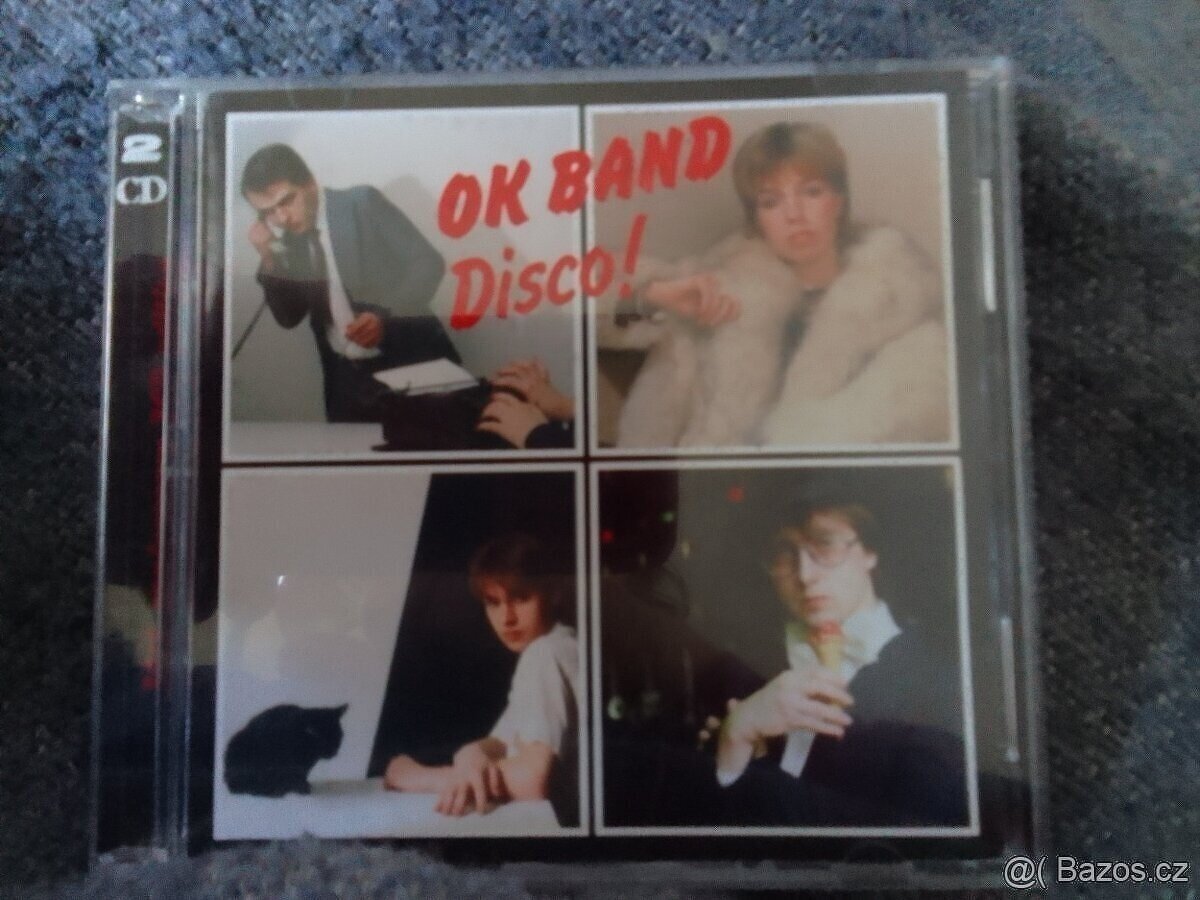 2
CD
OK BAND
Disco!
@( Bazos.cz